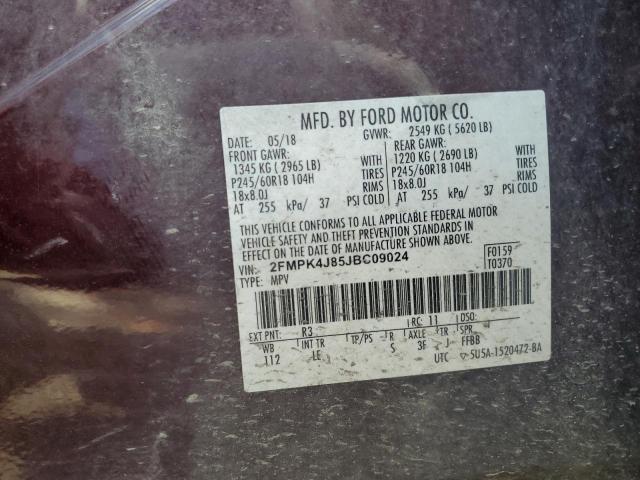 MFD. BY FORD MOTOR CO.
DATE: 05/18 GVWR: 2549 KG ( 5620 LB)
FRONT GAWR: REAR GAWR:
1345 KG ( 2965 LB) WITH 1220 KG ( 2690 LB) WITH
P245/60R18 104H TIRES P245/60R18 104H TIRES
18x8.0J RIMS 18x8.0J RIMS
AT 255 kPa/ 37 PSI COLD AT 255 kPa/ 37 PSI COLD
THIS VEHICLE CONFORMS TO ALL APPLICABLE FEDERAL MOTOR
VEHICLE SAFETY AND THEFT PREVENTION STANDARDS IN
EFFECT ON THE DATE OF MANUFACTURE SHOWN ABOVE.
VIN: 2FMPK4J85JBC09024 F0159
TYPE: MPV T0370
EXT PNT: R3 RC: 11 DSO:
WB INT TR TP/PS R AXLE TR SPR
112 LE S 3F J FFBB
UTC 5U5A-1520472-BA